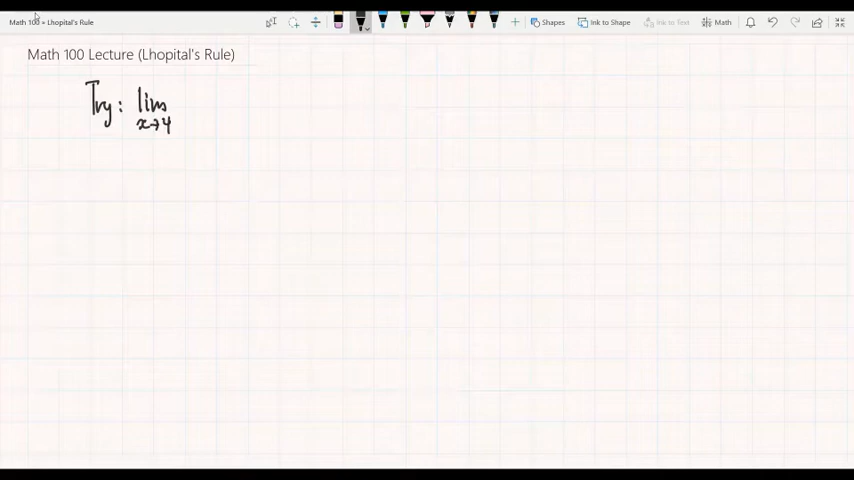 Math 100 - Lhopital's Rule
Shapes
Ink to Shape
Ink to Text
Math
Math 100 Lecture (Lhopital's Rule)
Try: lim
x→4